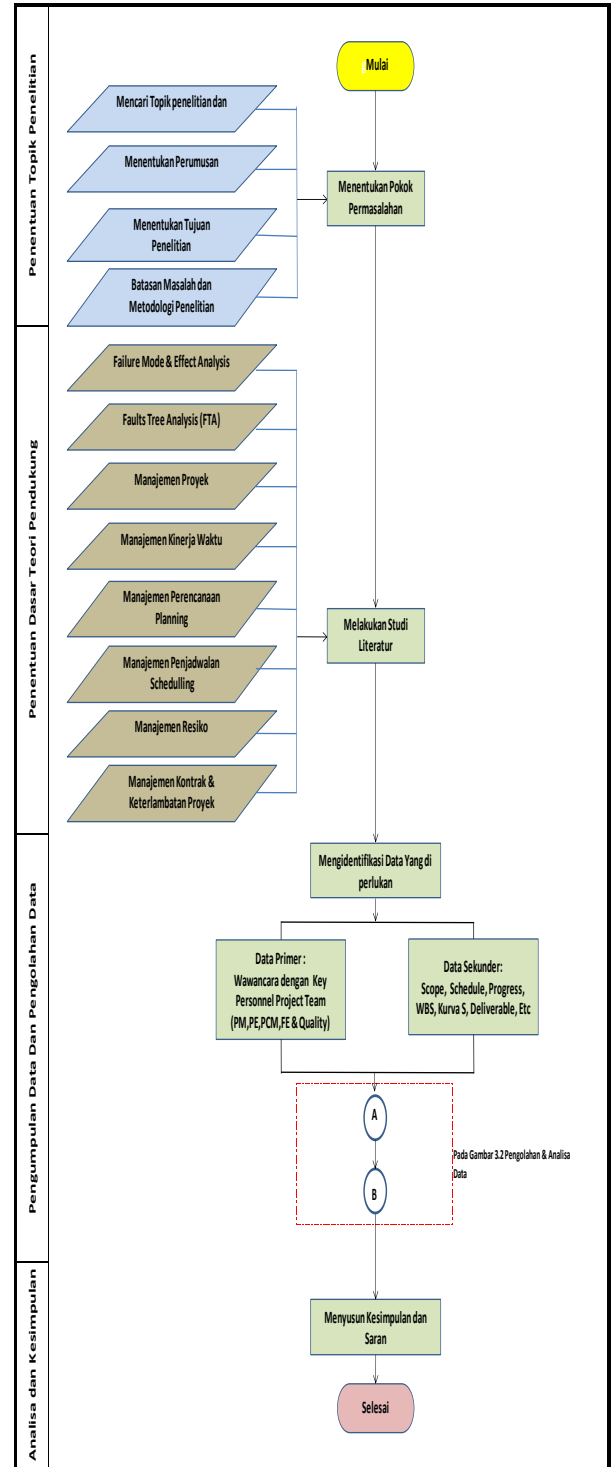 Penentuan Topik Penelitian
Mulai
Mencari Topik penelitian dan
Menentukan Perumusan
Menentukan Tujuan
Penelitian
Batasan Masalah dan
Metodologi Penelitian
Menentukan Pokok
Permasalahan
Penentuan Dasar Teori Pendukung
Failure Mode & Effect Analysis
Faults Tree Analysis (FTA)
Manajemen Proyek
Manajemen Kinerja Waktu
Manajemen Perencanaan
Planning
Manajemen Penjadwalan
Schedulling
Manajemen Resiko
Manajemen Kontrak &
Keterlambatan Proyek
Melakukan Studi
Literatur
Pengumpulan Data Dan Pengolahan Data
Mengidentifikasi Data Yang di
perlukan
Data Primer :
Wawancara dengan Key
Personnel Project Team
(PM,PE,PCM,FE & Quality)
Data Sekunder:
Scope, Schedule, Progress,
WBS, Kurva S, Deliverable, Etc
A
B
Pada Gambar 3.2 Pengolahan & Analisa
Data
Analisa dan Kesimpulan
Menyusun Kesimpulan dan
Saran
Selesai